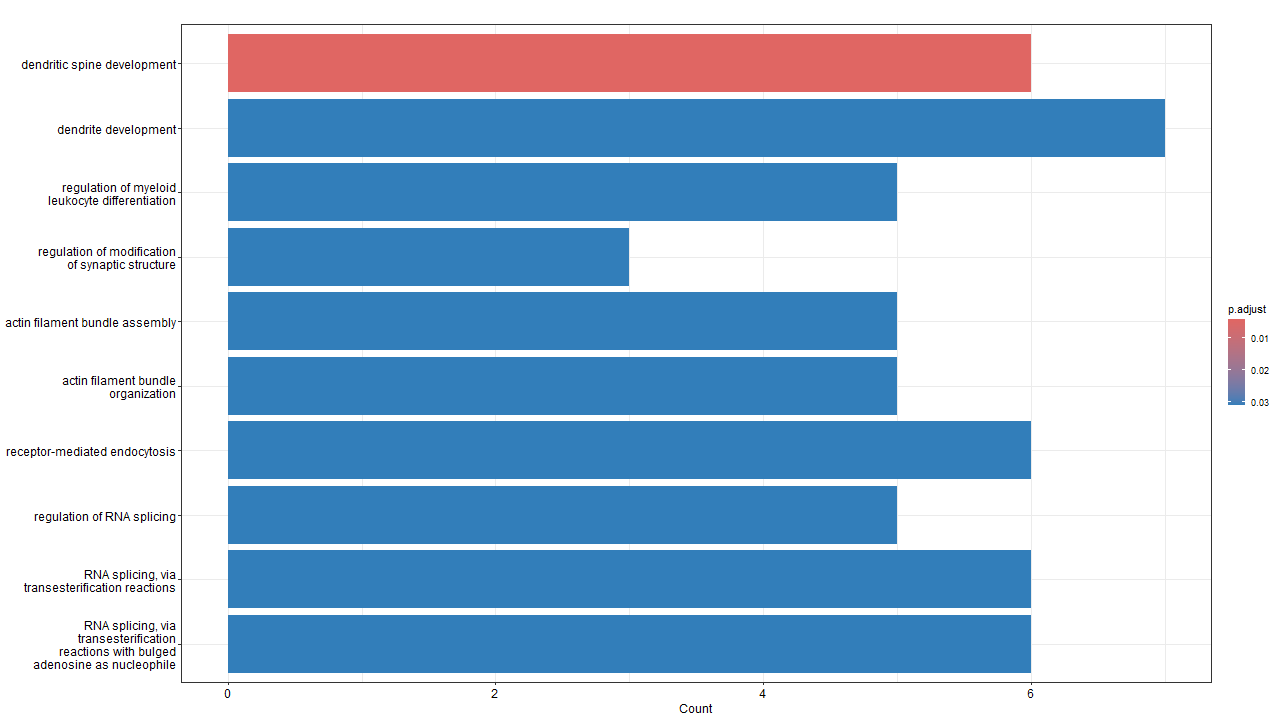 dendritic spine development
dendrite development
regulation of myeloid
leukocyte differentiation
regulation of modification
of synaptic structure
actin filament bundle assembly
actin filament bundle
organization
receptor-mediated endocytosis
regulation of RNA splicing
RNA splicing, via
transesterification reactions
RNA splicing, via
transesterification
reactions with bulged
adenosine as nucleophile
0
2
4
6
Count
p.adjust
0.01
0.02
0.03